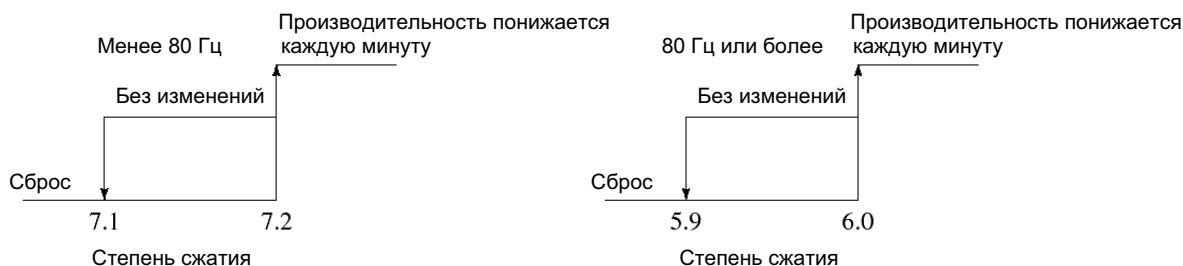 Менее 80 Гц
Производительность понижается
каждую минуту
Без изменений
Сброс
7.1
7.2
Степень сжатия
80 Гц или более
Производительность понижается
каждую минуту
Без изменений
Сброс
5.9
6.0
Степень сжатия